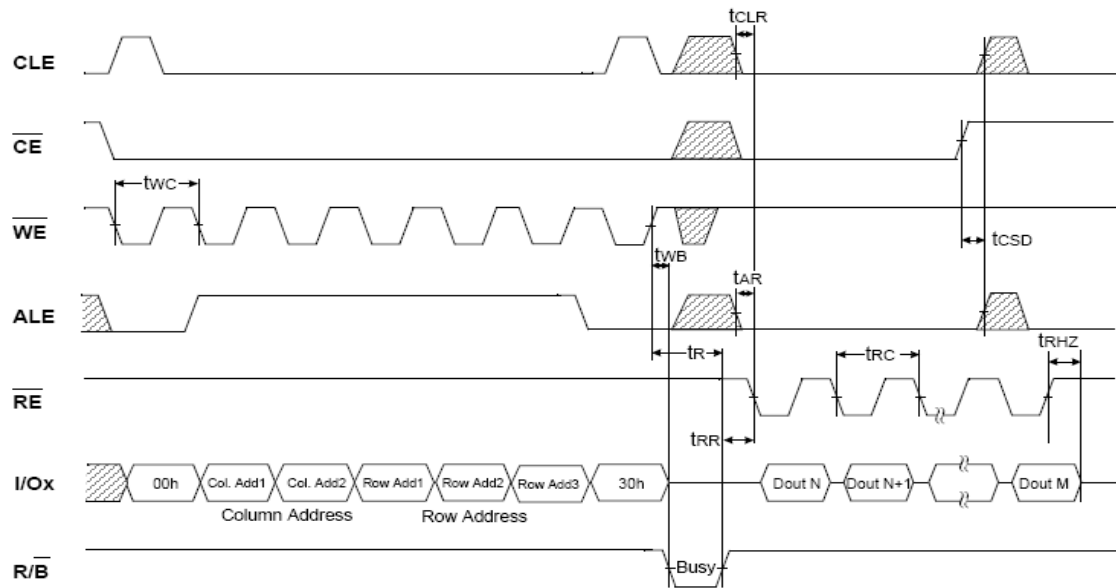 tCLR
CLE
CE
tWC
WE
tCSD
tWB
tAR
ALE
tR
tRC
tRHZ
RE
tRR
I/Ox
00h
Col. Add1
Col. Add2
Row Add1
Row Add2
Row Add3
30h
Dout N
Dout N+1
Dout M
Column Address
Row Address
R/B
Busy